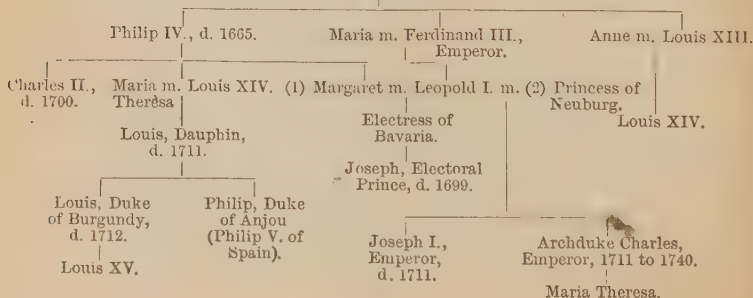 Philip IV., d. 1665. Maria m. Ferdinand III., Anne m. Louis XIII.
Emperor.
Charles II., Maria m. Louis XIV. (1) Margaret m. Leopold I. m. (2) Princess of
d. 1700. Therèsa Neuburg.
Electress of Louis XIV.
Louis, Dauphin, Bavaria.
d. 1711.
Joseph, Electoral
Prince, d. 1699.
Louis, Duke Philip, Duke
of Burgundy, of Anjou
d. 1712. (Philip V. of Joseph I., Archduke Charles,
Spain). Emperor, Emperor, 1711 to 1740.
Louis XV. d. 1711.
Maria Theresa.